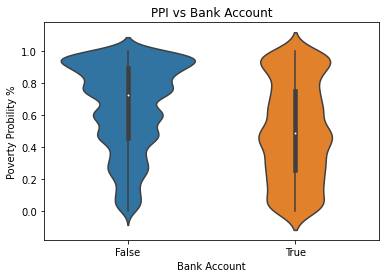 PPI vs Bank Account
1.0
0.8
0.6
0.4
0.2
0.0
Poverty Probility %
False
True
Bank Account